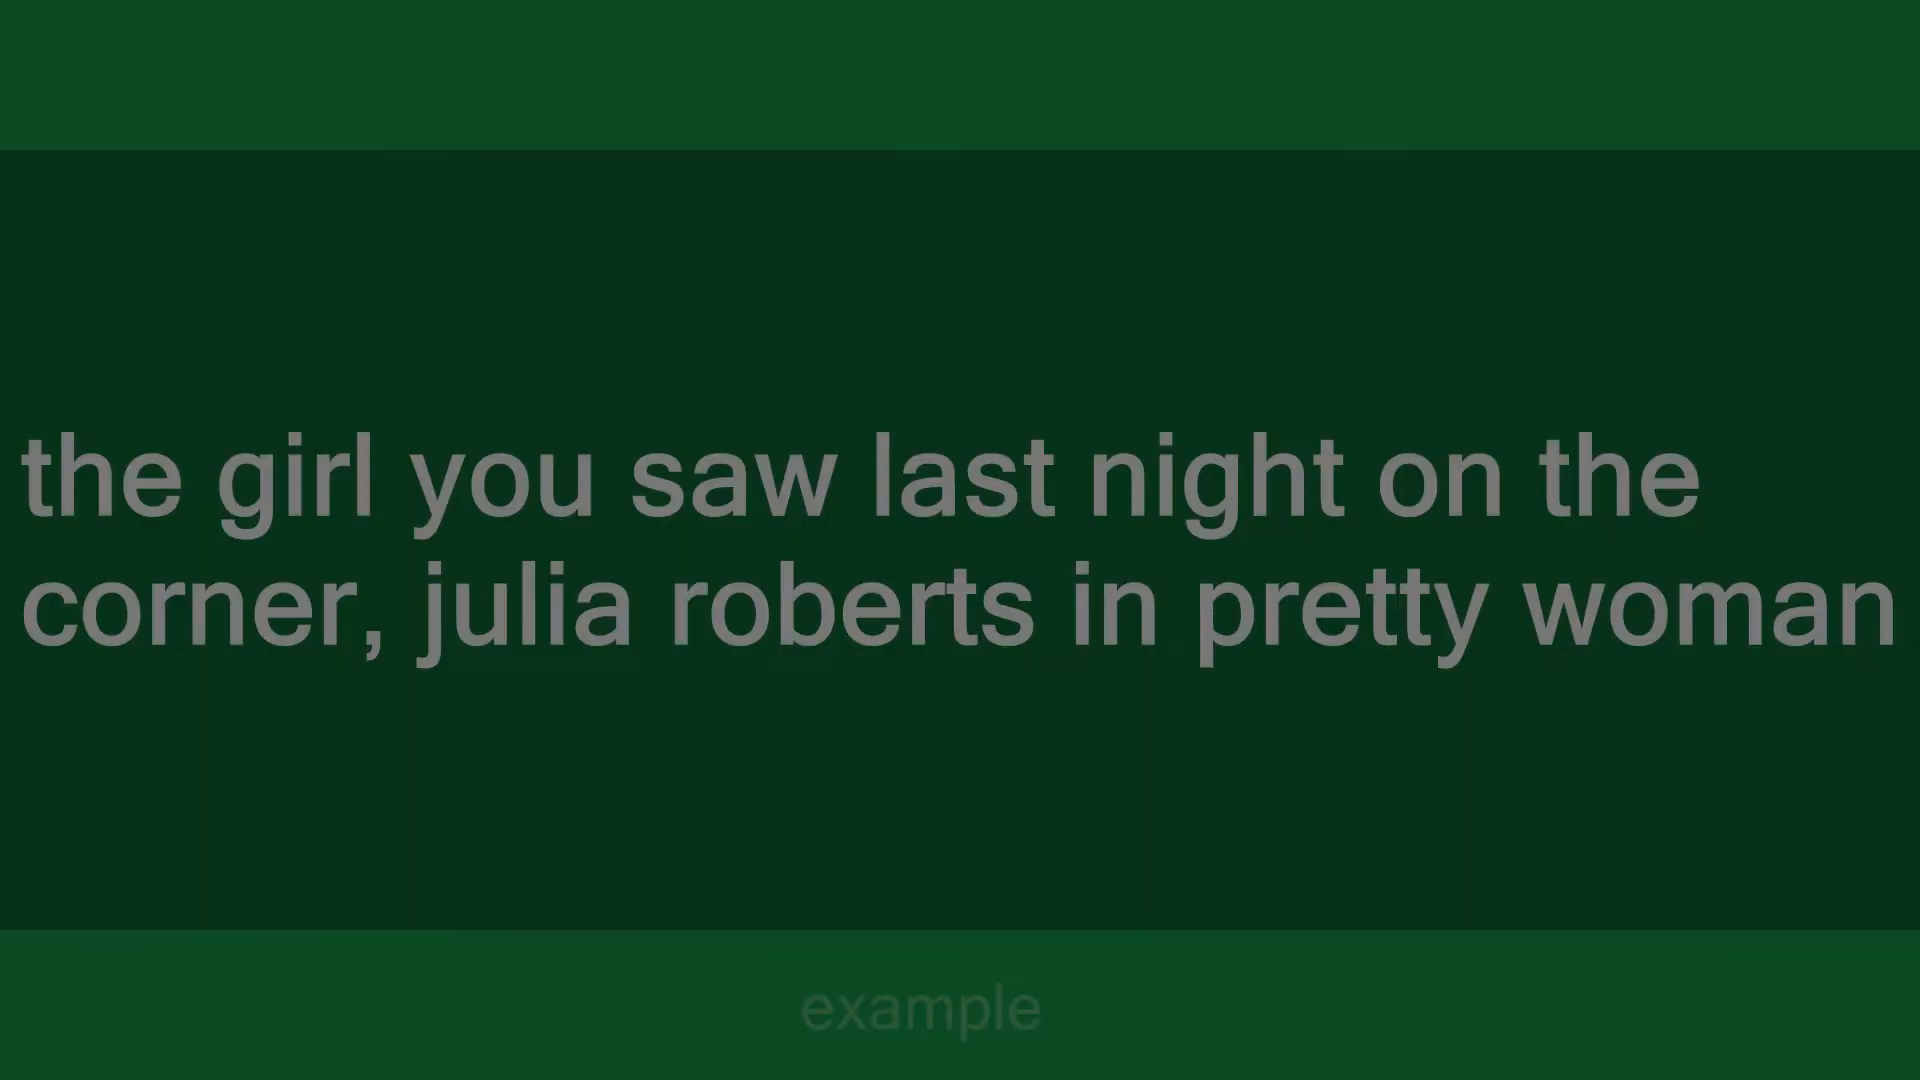 the girl you saw last night on the
corner, julia roberts in pretty woman
example